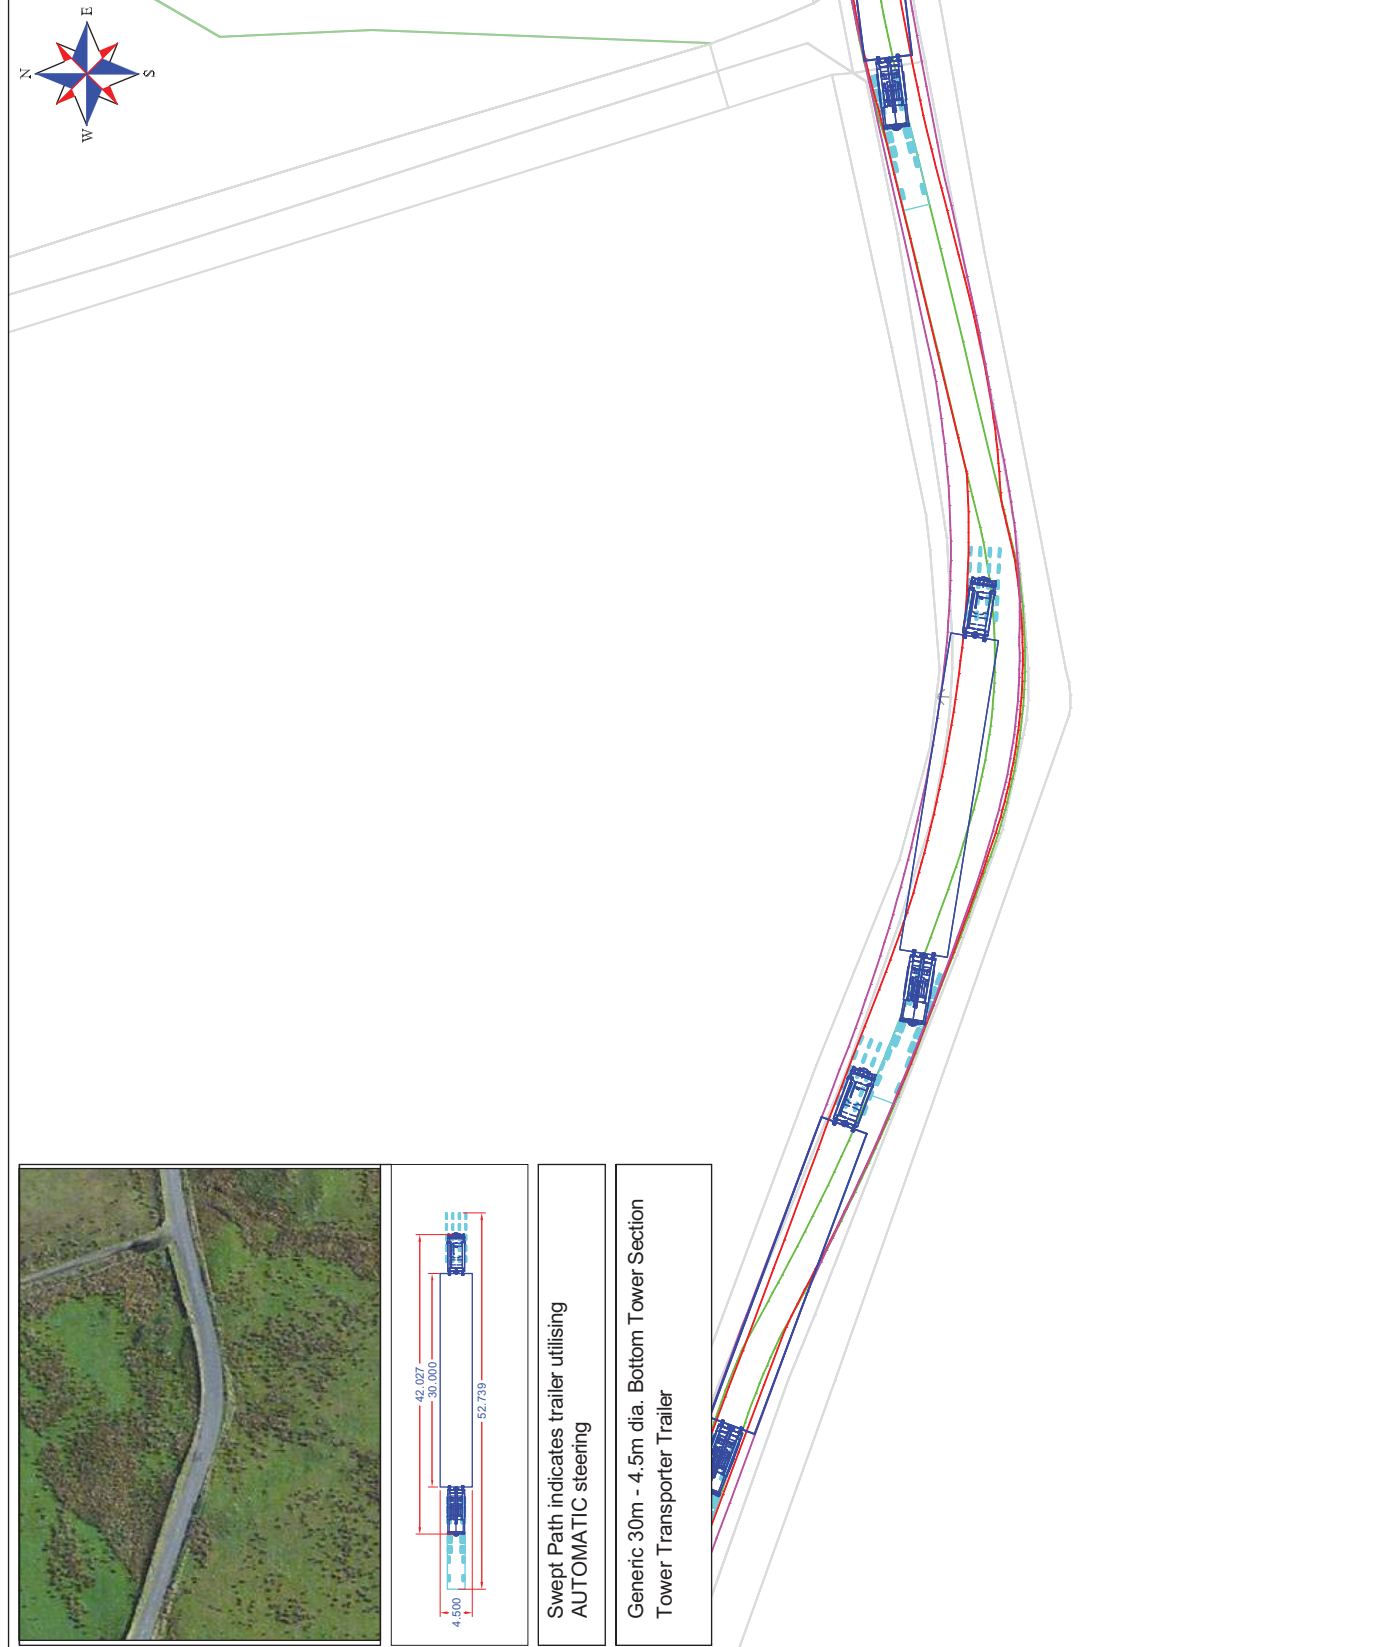 N
E
S
W
42.027
30.000
52.739
4.500
Swept Path indicates trailer utilising
AUTOMATIC steering
Generic 30m - 4.5m dia. Bottom Tower Section
Tower Transporter Trailer